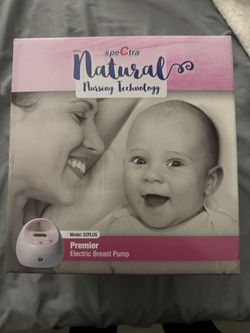 speCtra
Natural
Nursing Technology
Model: S2PLUS
Premier
Electric Breast Pump